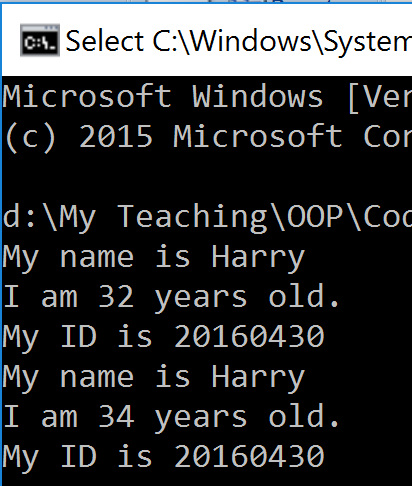 Select C:\Windows\System
Microsoft Windows [Ver
(c) 2015 Microsoft Cor
d:\My Teaching\OOP\Cod
My name is Harry
I am 32 years old.
My ID is 20160430
My name is Harry
I am 34 years old.
My ID is 20160430